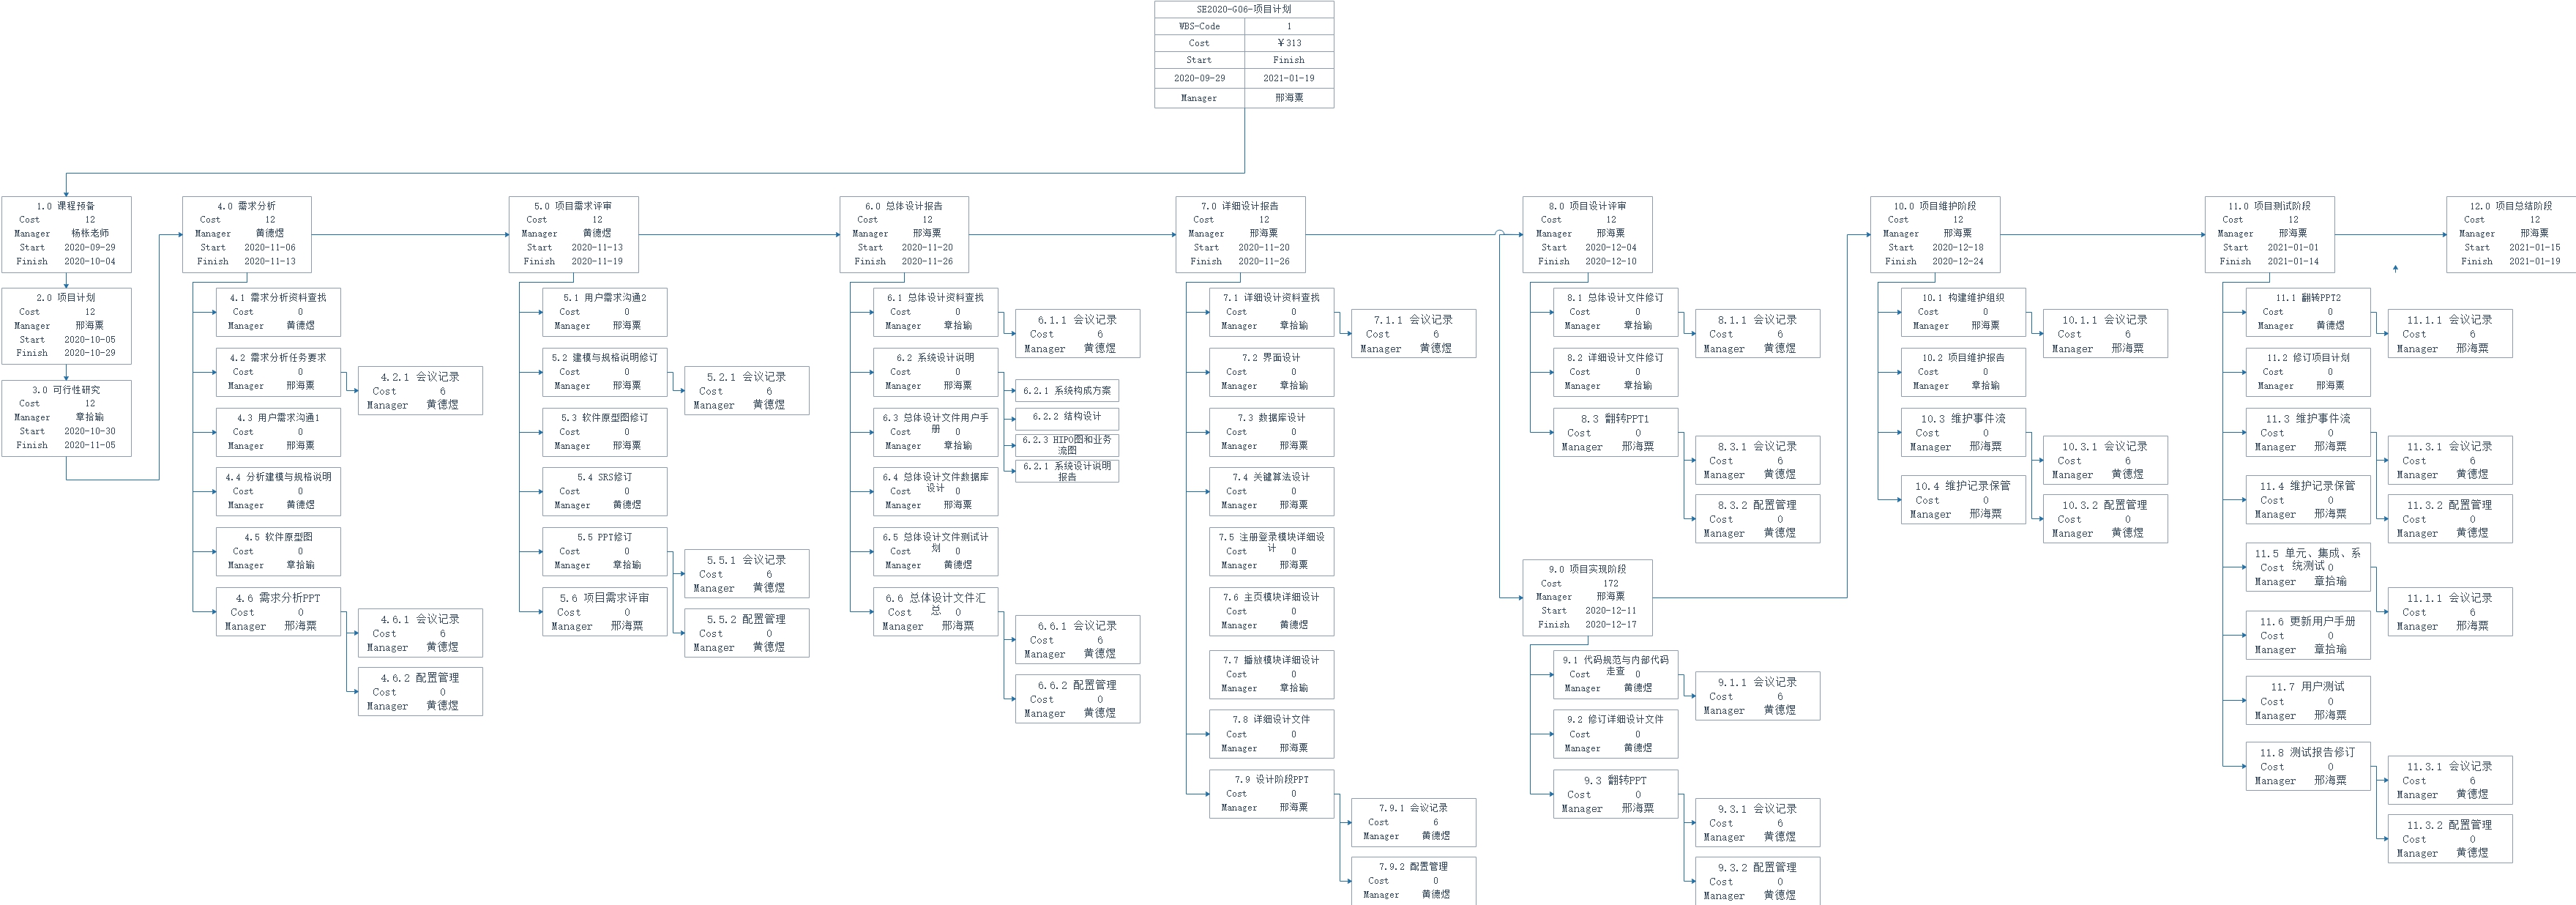 SE2020-G06-项目计划
WBS-Code 1
Cost ￥313
Start Finish
2020-09-29 2021-01-19
Manager 邢海粟
1.0 课程预备
Cost 12
Manager 杨枨老师
Start 2020-09-29
Finish 2020-10-04
2.0 项目计划
Cost 12
Manager 邢海粟
Start 2020-10-05
Finish 2020-10-29
3.0 可行性研究
Cost 12
Manager 章拾瑜
Start 2020-10-30
Finish 2020-11-05
4.0 需求分析
Cost 12
Manager 黄德煜
Start 2020-11-06
Finish 2020-11-13
4.1 需求分析资料查找
Cost 0
Manager 黄德煜
4.2 需求分析任务要求
Cost 0
Manager 邢海粟
4.2.1 会议记录
Cost 6
Manager 黄德煜
4.3 用户需求沟通1
Cost 0
Manager 邢海粟
4.4 分析建模与规格说明
Cost 0
Manager 黄德煜
4.5 软件原型图
Cost 0
Manager 章拾瑜
4.6 需求分析PPT
Cost 0
Manager 邢海粟
4.6.1 会议记录
Cost 6
Manager 黄德煜
4.6.2 配置管理
Cost 0
Manager 黄德煜
5.0 项目需求评审
Cost 12
Manager 黄德煜
Start 2020-11-13
Finish 2020-11-19
5.1 用户需求沟通2
Cost 0
Manager 邢海粟
5.2 建模与规格说明修订
Cost 0
Manager 邢海粟
5.2.1 会议记录
Cost 6
Manager 黄德煜
5.3 软件原型图修订
Cost 0
Manager 邢海粟
5.4 SRS修订
Cost 0
Manager 黄德煜
5.5 PPT修订
Cost 0
Manager 章拾瑜
5.5.1 会议记录
Cost 6
Manager 黄德煜
5.5.2 配置管理
Cost 0
Manager 黄德煜
5.6 项目需求评审
Cost 0
Manager 邢海粟
6.0 总体设计报告
Cost 12
Manager 邢海粟
Start 2020-11-20
Finish 2020-11-26
6.1 总体设计资料查找
Cost 0
Manager 章拾瑜
6.1.1 会议记录
Cost 6
Manager 黄德煜
6.2 系统设计说明
Cost 0
Manager 邢海粟
6.2.1 系统构成方案
6.2.2 结构设计
6.2.3 HIPO图和业务
流图
6.2.1 系统设计说明
报告
6.3 总体设计文件用户手
册
Cost 0
Manager 章拾瑜
6.4 总体设计文件数据库
设计
Cost 0
Manager 邢海粟
6.5 总体设计文件测试计
划
Cost 0
Manager 黄德煜
6.6 总体设计文件汇
总
Cost 0
Manager 邢海粟
6.6.1 会议记录
Cost 6
Manager 黄德煜
6.6.2 配置管理
Cost 0
Manager 黄德煜
7.0 详细设计报告
Cost 12
Manager 邢海粟
Start 2020-11-20
Finish 2020-11-26
7.1 详细设计资料查找
Cost 0
Manager 章拾瑜
7.1.1 会议记录
Cost 6
Manager 黄德煜
7.2 界面设计
Cost 0
Manager 章拾瑜
7.3 数据库设计
Cost 0
Manager 邢海粟
7.4 关键算法设计
Cost 0
Manager 邢海粟
7.5 注册登录模块详细设
计
Cost 0
Manager 邢海粟
7.6 主页模块详细设计
Cost 0
Manager 黄德煜
7.7 播放模块详细设计
Cost 0
Manager 章拾瑜
7.8 详细设计文件
Cost 0
Manager 邢海粟
7.9 设计阶段PPT
Cost 0
Manager 邢海粟
7.9.1 会议记录
Cost 6
Manager 黄德煜
7.9.2 配置管理
Cost 0
Manager 黄德煜
8.0 项目设计评审
Cost 12
Manager 邢海粟
Start 2020-12-04
Finish 2020-12-10
8.1 总体设计文件修订
Cost 0
Manager 章拾瑜
8.1.1 会议记录
Cost 6
Manager 黄德煜
8.2 详细设计文件修订
Cost 0
Manager 章拾瑜
8.3 翻转PPT1
Cost 0
Manager 邢海粟
8.3.1 会议记录
Cost 6
Manager 黄德煜
8.3.2 配置管理
Cost 0
Manager 黄德煜
9.0 项目实现阶段
Cost 172
Manager 邢海粟
Start 2020-12-11
Finish 2020-12-17
9.1 代码规范与内部代码
走查
Cost 0
Manager 黄德煜
9.1.1 会议记录
Cost 6
Manager 黄德煜
9.2 修订详细设计文件
Cost 0
Manager 黄德煜
9.3 翻转PPT
Cost 0
Manager 邢海粟
9.3.1 会议记录
Cost 6
Manager 黄德煜
9.3.2 配置管理
Cost 0
Manager 黄德煜
10.0 项目维护阶段
Cost 12
Manager 邢海粟
Start 2020-12-18
Finish 2020-12-24
10.1 构建维护组织
Cost 0
Manager 邢海粟
10.1.1 会议记录
Cost 6
Manager 邢海粟
10.2 项目维护报告
Cost 0
Manager 章拾瑜
10.3 维护事件流
Cost 0
Manager 邢海粟
10.3.1 会议记录
Cost 6
Manager 黄德煜
10.3.2 配置管理
Cost 0
Manager 黄德煜
10.4 维护记录保管
Cost 0
Manager 邢海粟
11.0 项目测试阶段
Cost 12
Manager 邢海粟
Start 2021-01-01
Finish 2021-01-14
11.1 翻转PPT2
Cost 0
Manager 黄德煜
11.1.1 会议记录
Cost 6
Manager 邢海粟
11.2 修订项目计划
Cost 0
Manager 邢海粟
11.3 维护事件流
Cost 0
Manager 邢海粟
11.3.1 会议记录
Cost 6
Manager 黄德煜
11.3.2 配置管理
Cost 0
Manager 黄德煜
11.4 维护记录保管
Cost 0
Manager 邢海粟
11.5 单元、集成、系
统测试
Cost 0
Manager 章拾瑜
11.1.1 会议记录
Cost 6
Manager 邢海粟
11.6 更新用户手册
Cost 0
Manager 章拾瑜
11.7 用户测试
Cost 0
Manager 邢海粟
11.8 测试报告修订
Cost 0
Manager 邢海粟
11.3.1 会议记录
Cost 6
Manager 黄德煜
11.3.2 配置管理
Cost 0
Manager 黄德煜
12.0 项目总结阶段
Cost 12
Manager 邢海粟
Start 2021-01-15
Finish 2021-01-19